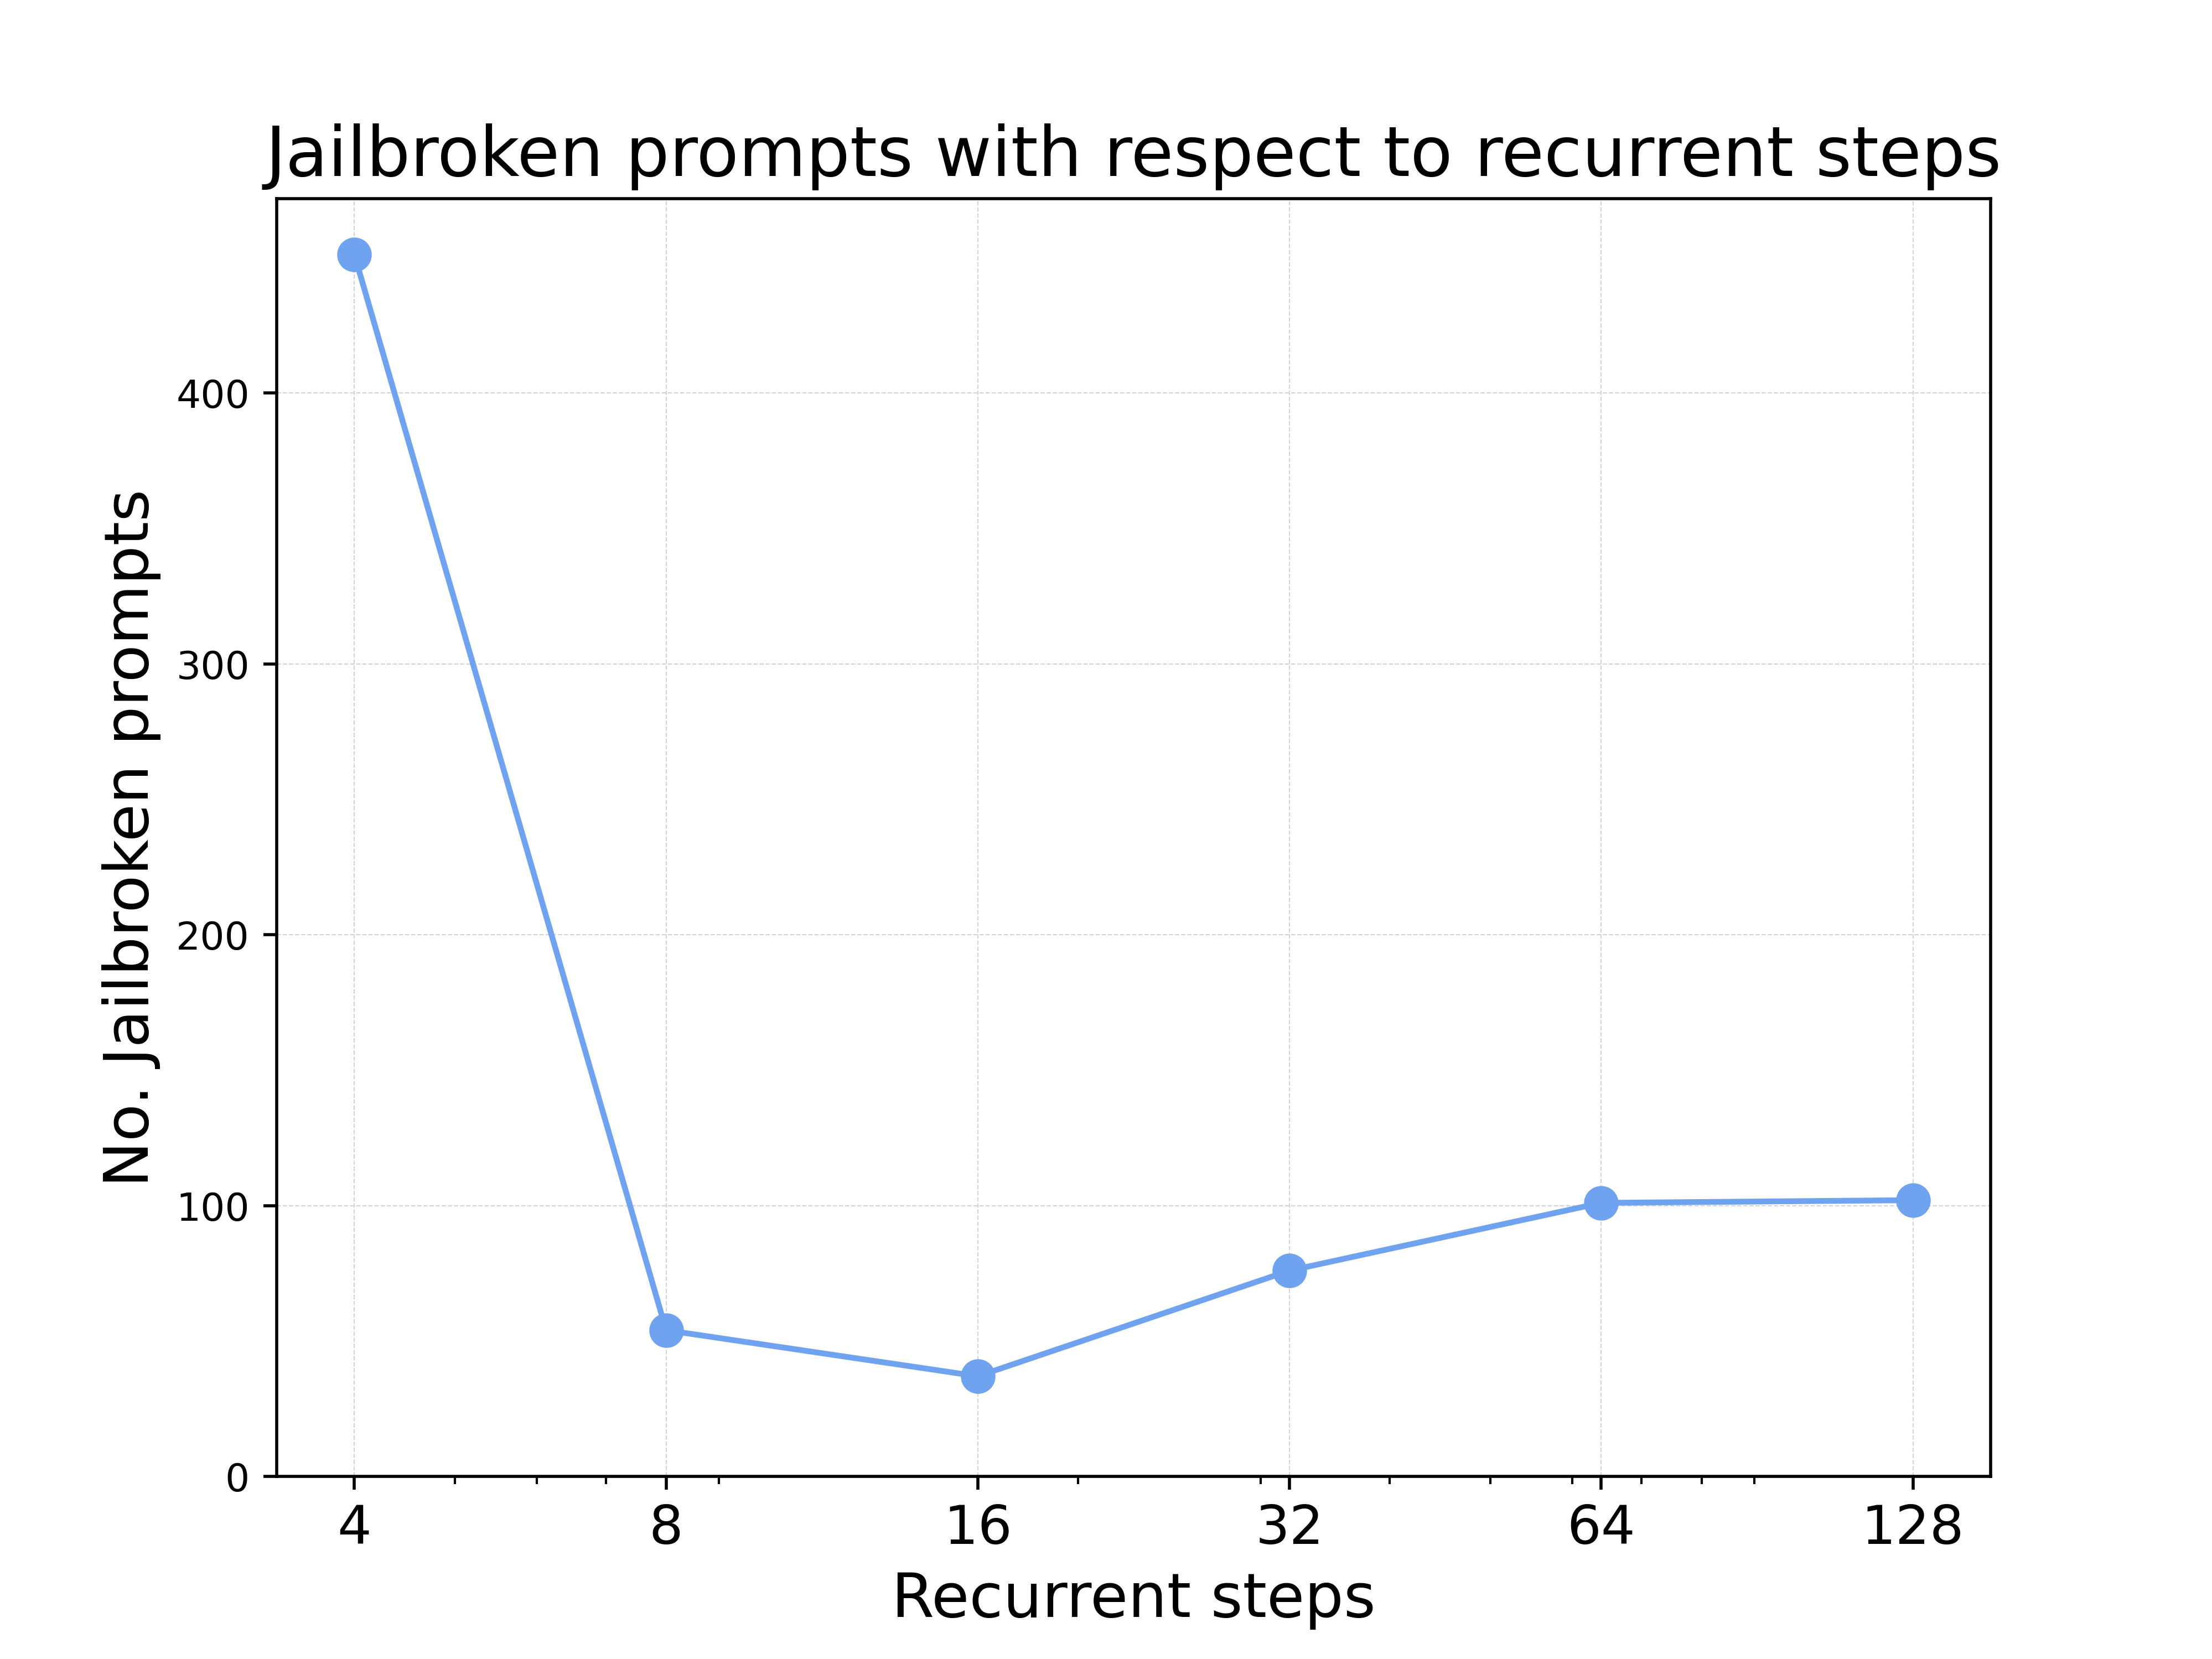 Jailbroken prompts with respect to recurrent steps
No. Jailbroken prompts
400
300
200
100
0
4 8 16 32 64 128
Recurrent steps